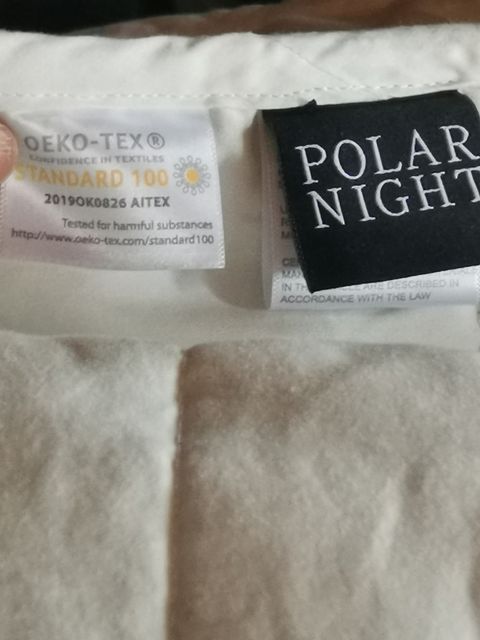 OEKO-TEX®
CONFIDENCE IN TEXTILES
STANDARD 100
2019OK0826 AITEX
Tested for harmful substances
http://www.oeko-tex.com/standard100
POLAR
NIGHT
IN THE ARE DESCRIBED IN
ACCORDANCE WITH THE LAW